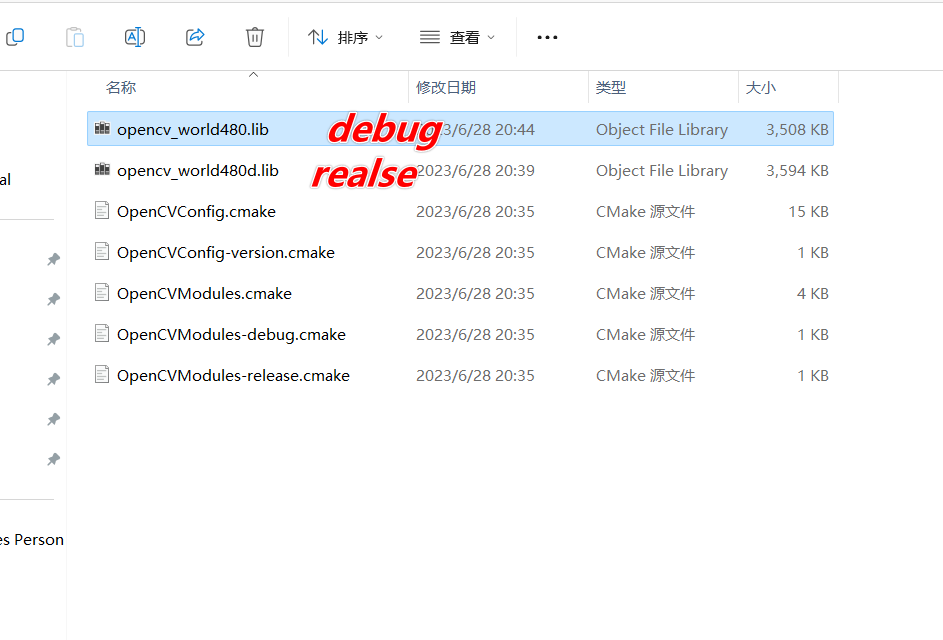 排序 查看
名称 修改日期 类型 大小
opencv_world480.lib debug 3/6/28 20:44 Object File Library 3,508 KB
al opencv_world480d.lib realse 2023/6/28 20:39 Object File Library 3,594 KB
OpenCVConfig.cmake 2023/6/28 20:35 CMake 源文件 15 KB
OpenCVConfig-version.cmake 2023/6/28 20:35 CMake 源文件 1 KB
OpenCVModules.cmake 2023/6/28 20:35 CMake 源文件 4 KB
OpenCVModules-debug.cmake 2023/6/28 20:35 CMake 源文件 1 KB
OpenCVModules-release.cmake 2023/6/28 20:35 CMake 源文件 1 KB
es Person